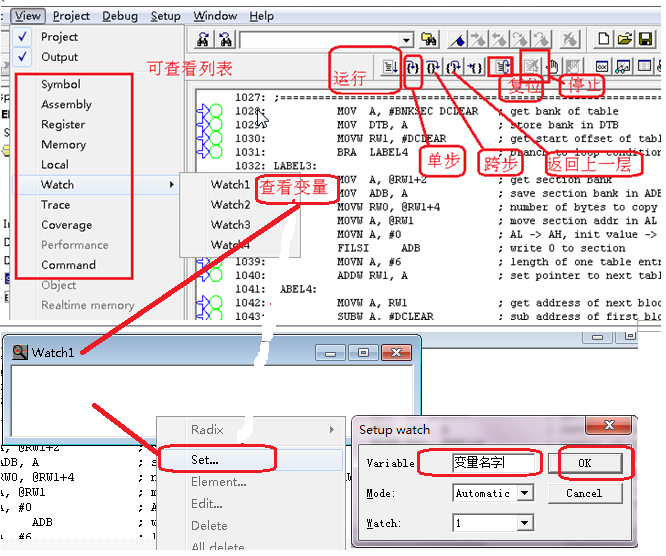 View Project Debug Setup Window Help
Project
Output
可查看列表
Symbol
Assembly
Register
Memory
Local
Watch
Trace
Coverage
Performance
Command
Object
Realtime memory
Watch1
Watch2
Watch3
Watch4
查看变量
运行
复位
停止
单步
跨步
返回上一层
1027: ;
1028: MOV A, #BNKSEC DCLEAR ; get bank of table
1029: MOV DTB, A ; store bank in DTB
1030: MOVW RW1, #DCLEAR ; get start offset of tabl
1031: BRA LABEL4 ; branch to loop condition
1032: LABEL3:
MOV A, @RW1+2 ; get section bank
MOV ADB, A ; save section bank in ADB
MOVW RW0, @RW1+4 ; number of bytes to copy
MOVW A, @RW1 ; move section addr in AL
MOVN A, #0 ; AL -> AH, init value ->
FILSI ADB ; write 0 to section
1039: MOVN A, #6 ; length of one table entr
1040: ADDW RW1, A ; set pointer to next tabl
1041: ABEL4:
1042: MOVW A, RW1 ; get address of next bloc
1043: SUBW A, #DCLEAR ; sub address of first blo
Watch1
Radix
Set...
Element...
Edit...
Delete
All delete
, @RW1+2 ; s
ADB, A ; s
RW0, @RW1+4 ; n
A, @RW1 ; m
A, #0 ; A
ADB ; w
A, #6 ; l
Setup watch
Variable 变量名字 OK
Mode: Automatic Cancel
Watch: 1